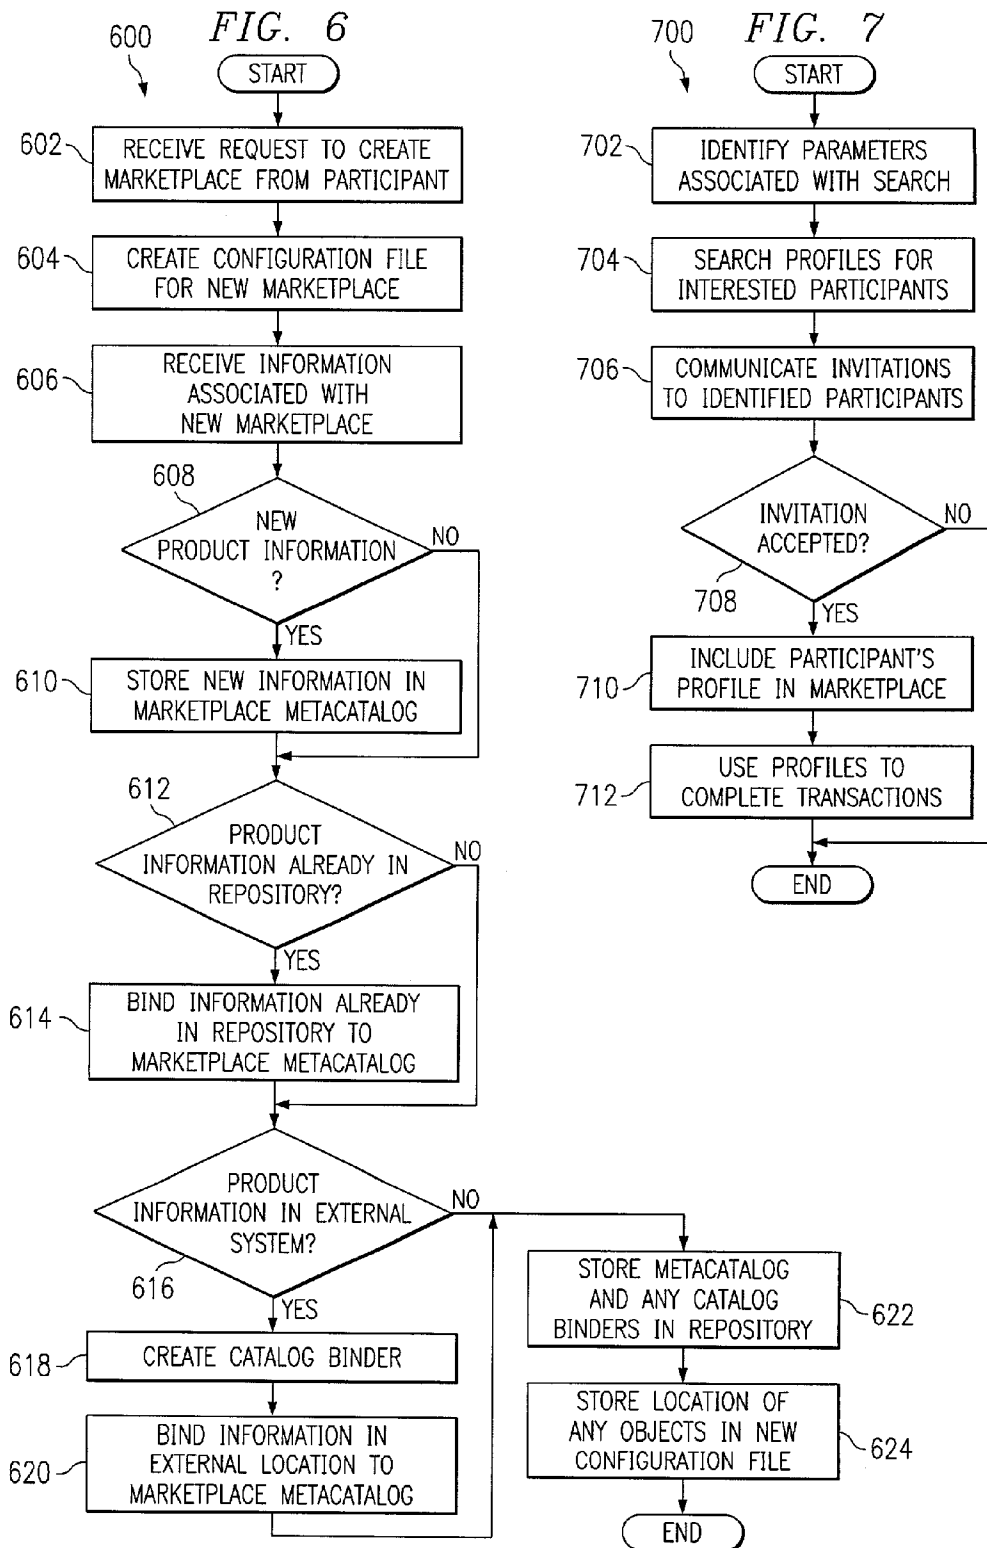 FIG. 6
600
START
602
RECEIVE REQUEST TO CREATE
MARKETPLACE FROM PARTICIPANT
604
CREATE CONFIGURATION FILE
FOR NEW MARKETPLACE
606
RECEIVE INFORMATION
ASSOCIATED WITH
NEW MARKETPLACE
608
NEW
PRODUCT INFORMATION
?
NO
YES
610
STORE NEW INFORMATION IN
MARKETPLACE METACATALOG
612
PRODUCT
INFORMATION ALREADY IN
REPOSITORY?
NO
YES
614
BIND INFORMATION ALREADY
IN REPOSITORY TO
MARKETPLACE METACATALOG
PRODUCT
INFORMATION IN EXTERNAL
SYSTEM?
616
NO
YES
618
CREATE CATALOG BINDER
620
BIND INFORMATION IN
EXTERNAL LOCATION TO
MARKETPLACE METACATALOG
STORE METACATALOG
AND ANY CATALOG
BINDERS IN REPOSITORY
622
STORE LOCATION OF
ANY OBJECTS IN NEW
CONFIGURATION FILE
624
END
FIG. 7
700
START
702
IDENTIFY PARAMETERS
ASSOCIATED WITH SEARCH
704
SEARCH PROFILES FOR
INTERESTED PARTICIPANTS
706
COMMUNICATE INVITATIONS
TO IDENTIFIED PARTICIPANTS
INVITATION
ACCEPTED?
NO
708
YES
710
INCLUDE PARTICIPANT'S
PROFILE IN MARKETPLACE
712
USE PROFILES TO
COMPLETE TRANSACTIONS
END